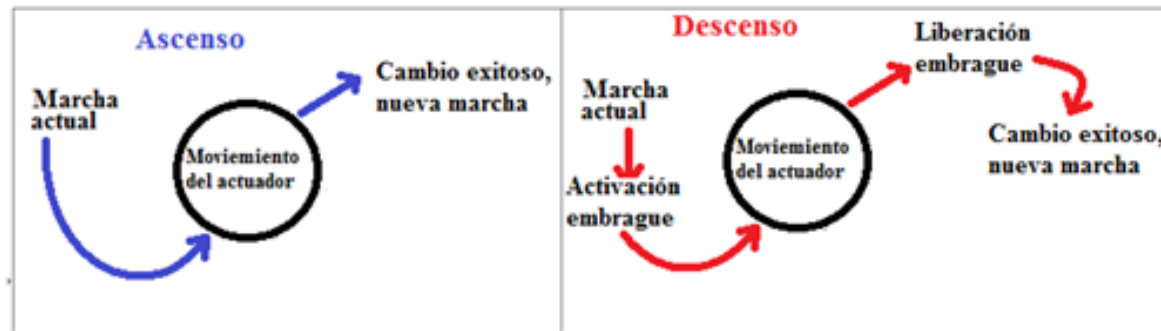 Ascenso
Marcha
actual
Moviemiento
del actuador
Cambio exitoso,
nueva marcha
Descenso
Marcha
actual
Activación
embrague
Moviemiento
del actuador
Liberación
embrague
Cambio exitoso,
nueva marcha